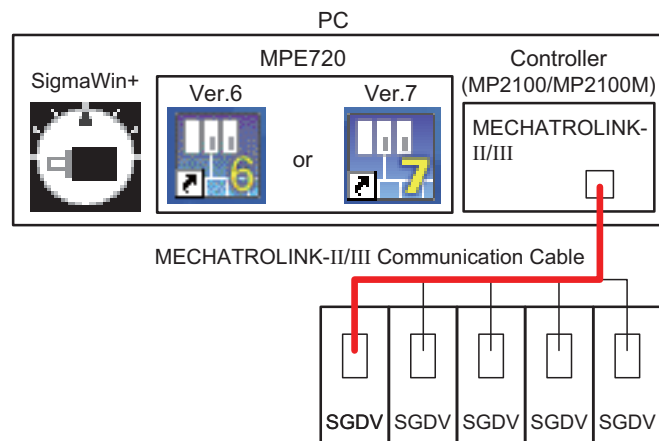 PC
SigmaWin+
MPE720
Ver.6
6
or
Ver.7
7
Controller
(MP2100/MP2100M)
MECHATROLINK-
II/III
MECHATROLINK-II/III Communication Cable
SGDV SGDV SGDV SGDV SGDV